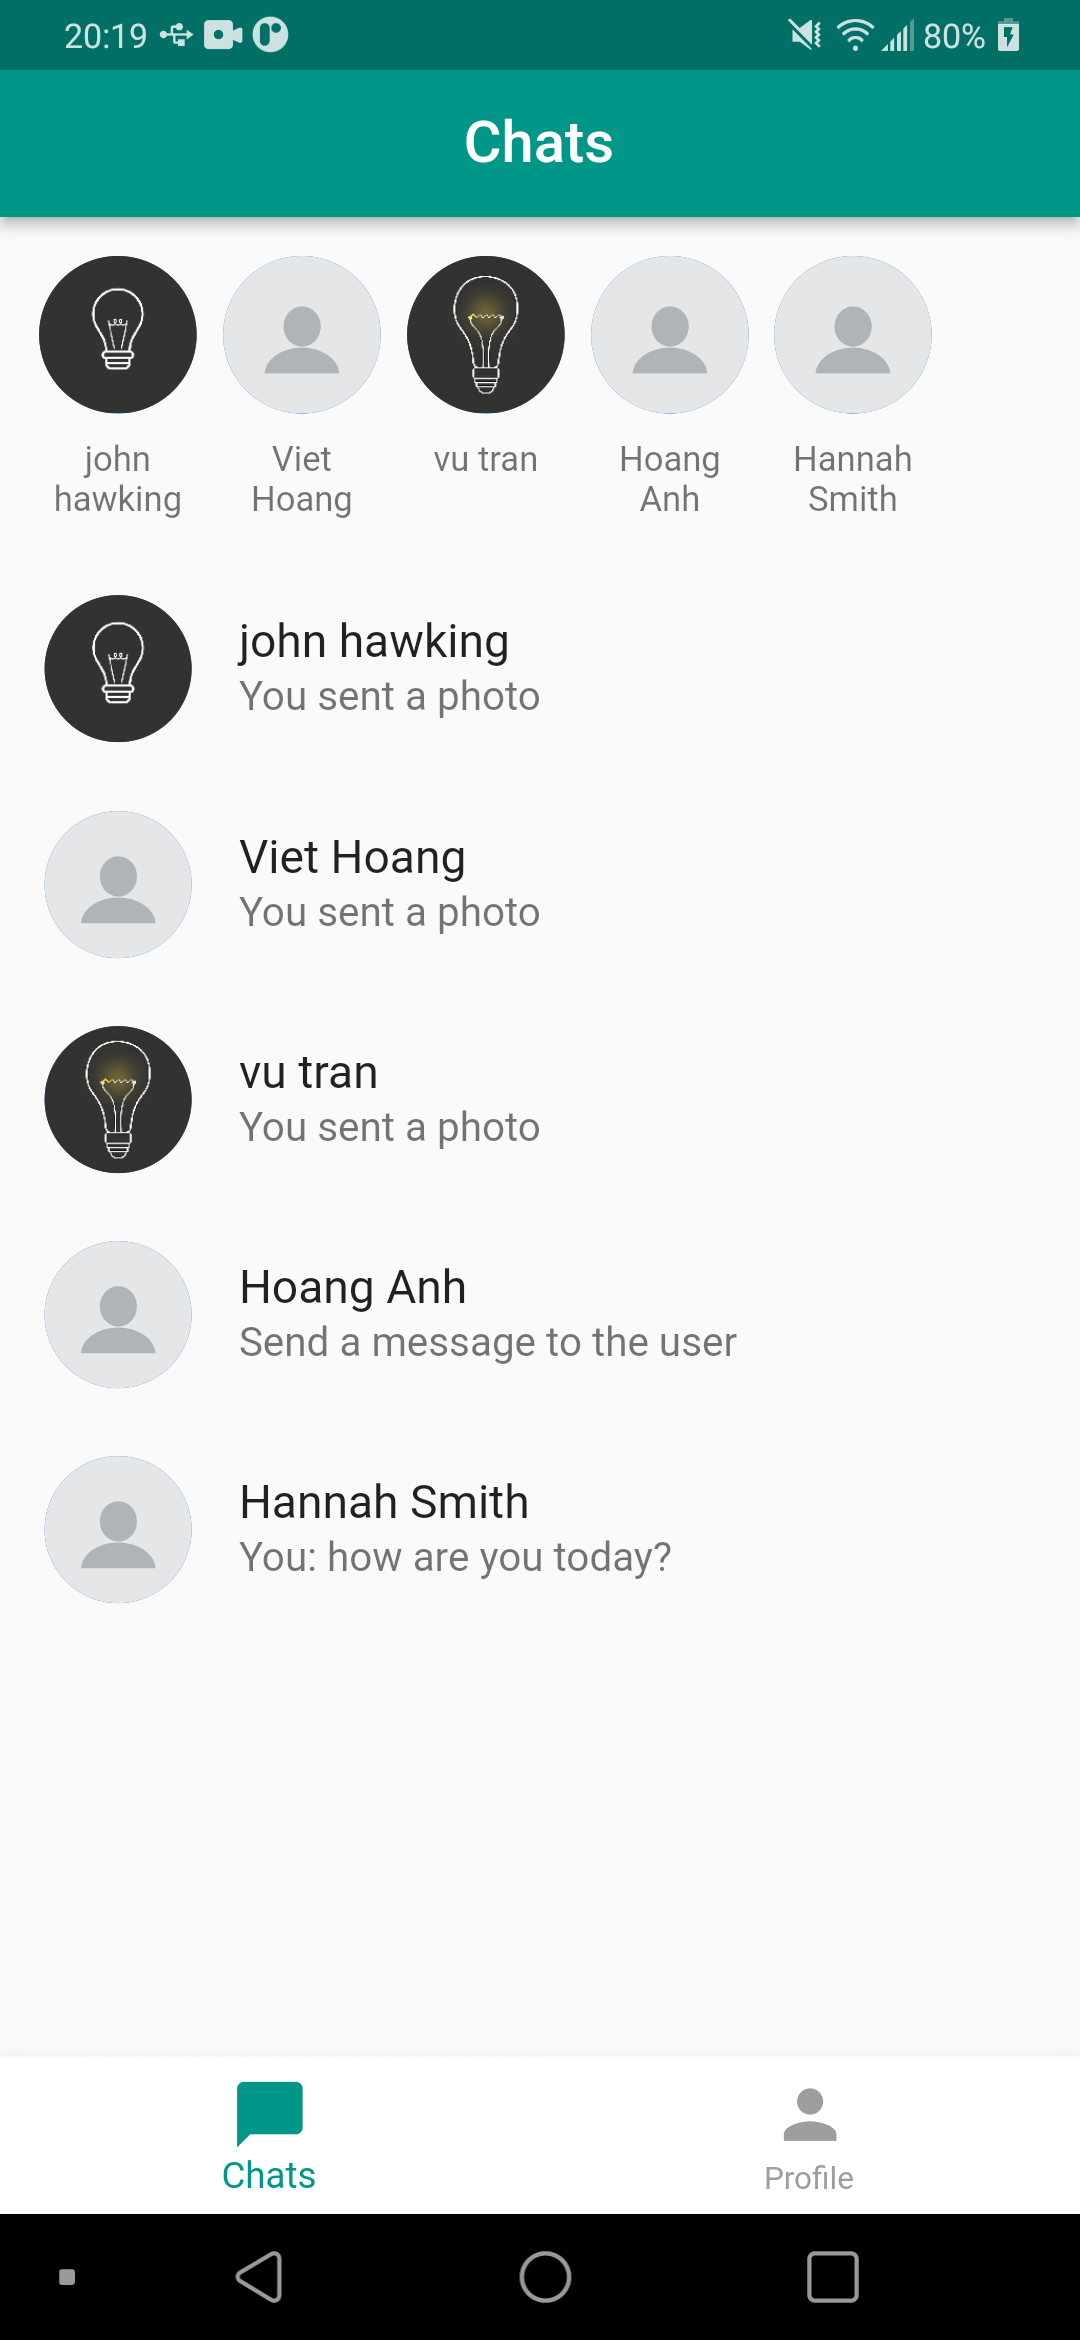 20:19
80%
Chats
john
hawking
Viet
Hoang
vu tran
Hoang
Anh
Hannah
Smith
john hawking
You sent a photo
Viet Hoang
You sent a photo
vu tran
You sent a photo
Hoang Anh
Send a message to the user
Hannah Smith
You: how are you today?
Chats
Profile